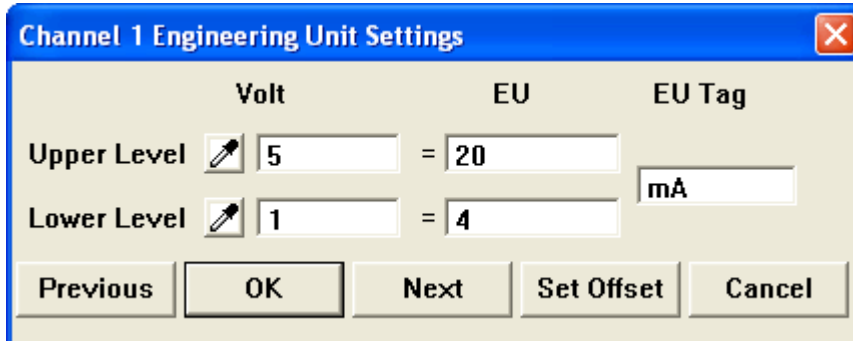 Channel 1 Engineering Unit Settings
Volt EU EU Tag
Upper Level 5 = 20
mA
Lower Level 1 = 4
Previous OK Next Set Offset Cancel